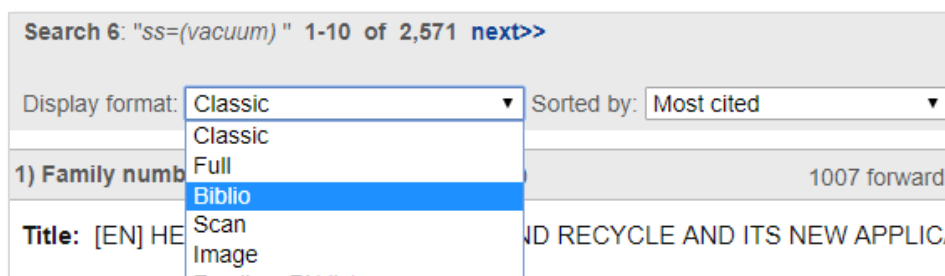 Search 6: "ss=(vacuum) " 1-10 of 2,571 next>>
Display format: Classic Sorted by: Most cited
Classic
Full
1) Family numb 1007 forward
Biblio
Scan
Title: [EN] HE ND RECYCLE AND ITS NEW APPLIC
Image